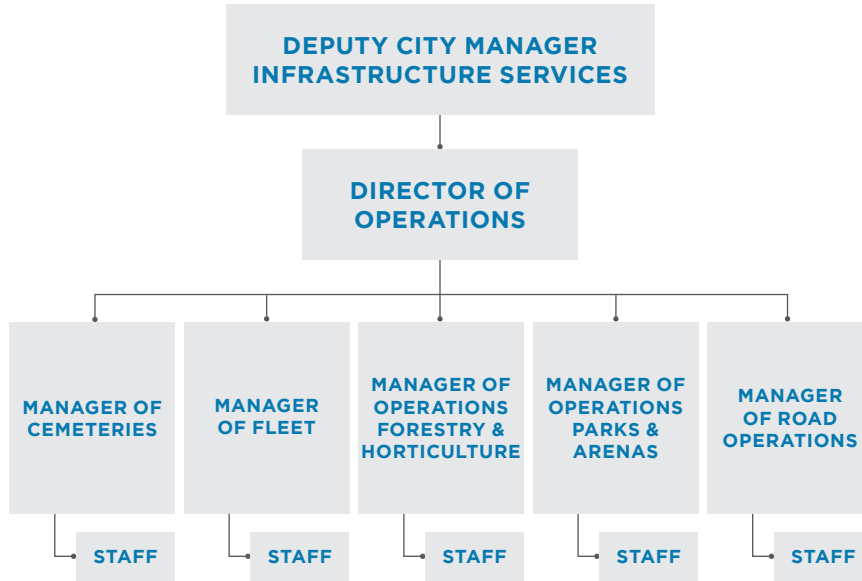 DEPUTY CITY MANAGER
INFRASTRUCTURE SERVICES
DIRECTOR OF
OPERATIONS
MANAGER OF
CEMETERIES
MANAGER
OF FLEET
MANAGER OF
OPERATIONS
FORESTRY &
HORTICULTURE
MANAGER OF
OPERATIONS
PARKS &
ARENAS
MANAGER
OF ROAD
OPERATIONS
STAFF
STAFF
STAFF
STAFF
STAFF